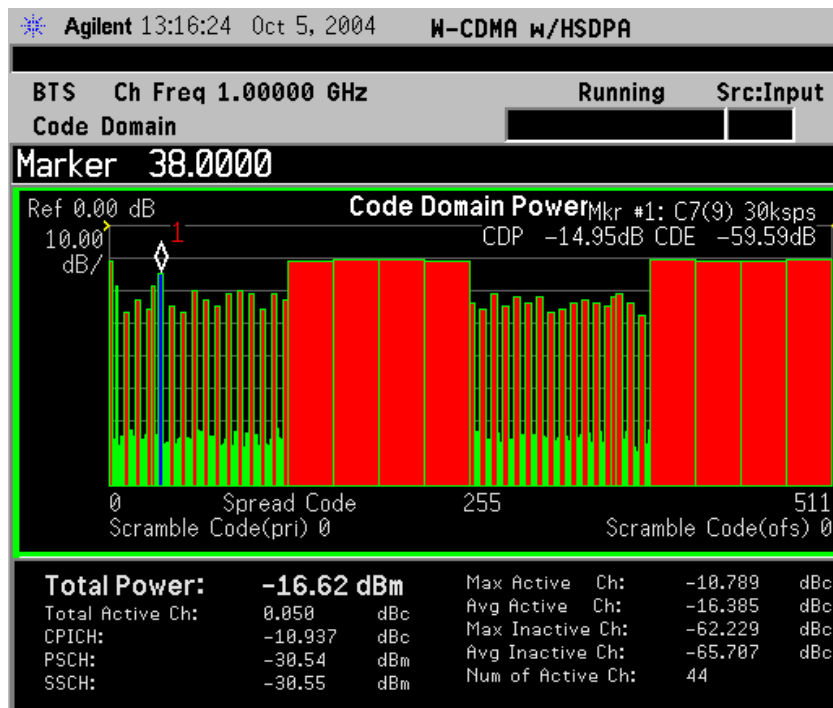 Agilent 13:16:24 Oct 5, 2004 W-CDMA w/HSDPA
BTS Ch Freq 1.00000 GHz Running Src:Input
Code Domain
Marker 38.0000
Ref 0.00 dB Code Domain Power Mkr #1: C7(9) 30ksps
10.00 1 CDP -14.95dB CDE -59.59dB
dB/
0 Spread Code 255 511
Scramble Code(pri) 0 Scramble Code(ofs) 0
Total Power: -16.62 dBm Max Active Ch: -10.789 dBc
Total Active Ch: 0.050 dBc Avg Active Ch: -16.385 dBc
CPICH: -10.937 dBc Max Inactive Ch: -62.229 dBc
PSCH: -30.54 dBm Avg Inactive Ch: -65.707 dBc
SSCH: -30.55 dBm Num of Active Ch: 44